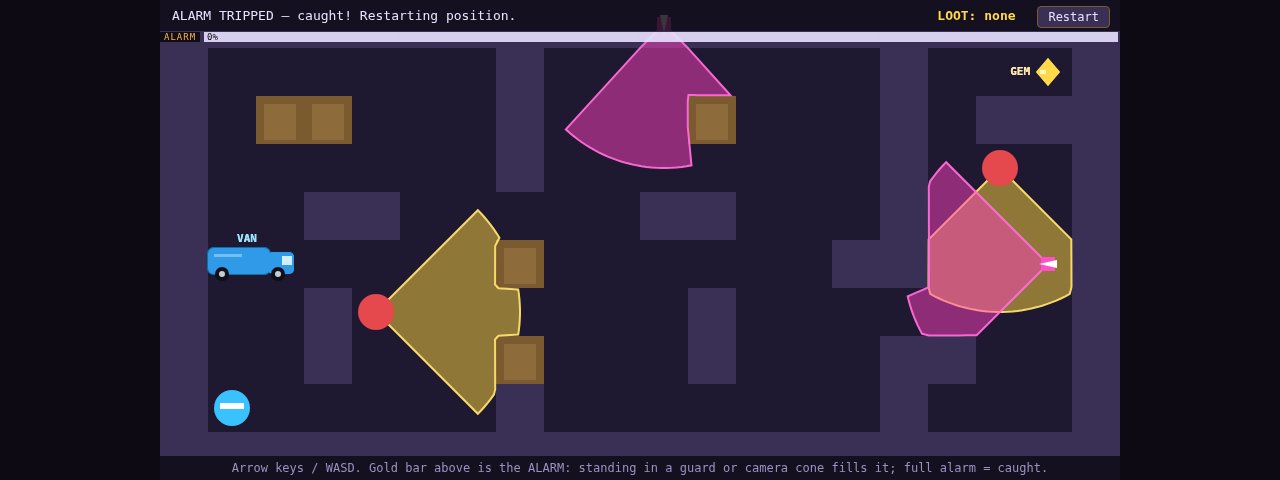 ALARM TRIPPED — caught! Restarting position.
LOOT: none
Restart
ALARM
0%
GEM
VAN
Arrow keys / WASD. Gold bar above is the ALARM: standing in a guard or camera cone fills it; full alarm = caught.